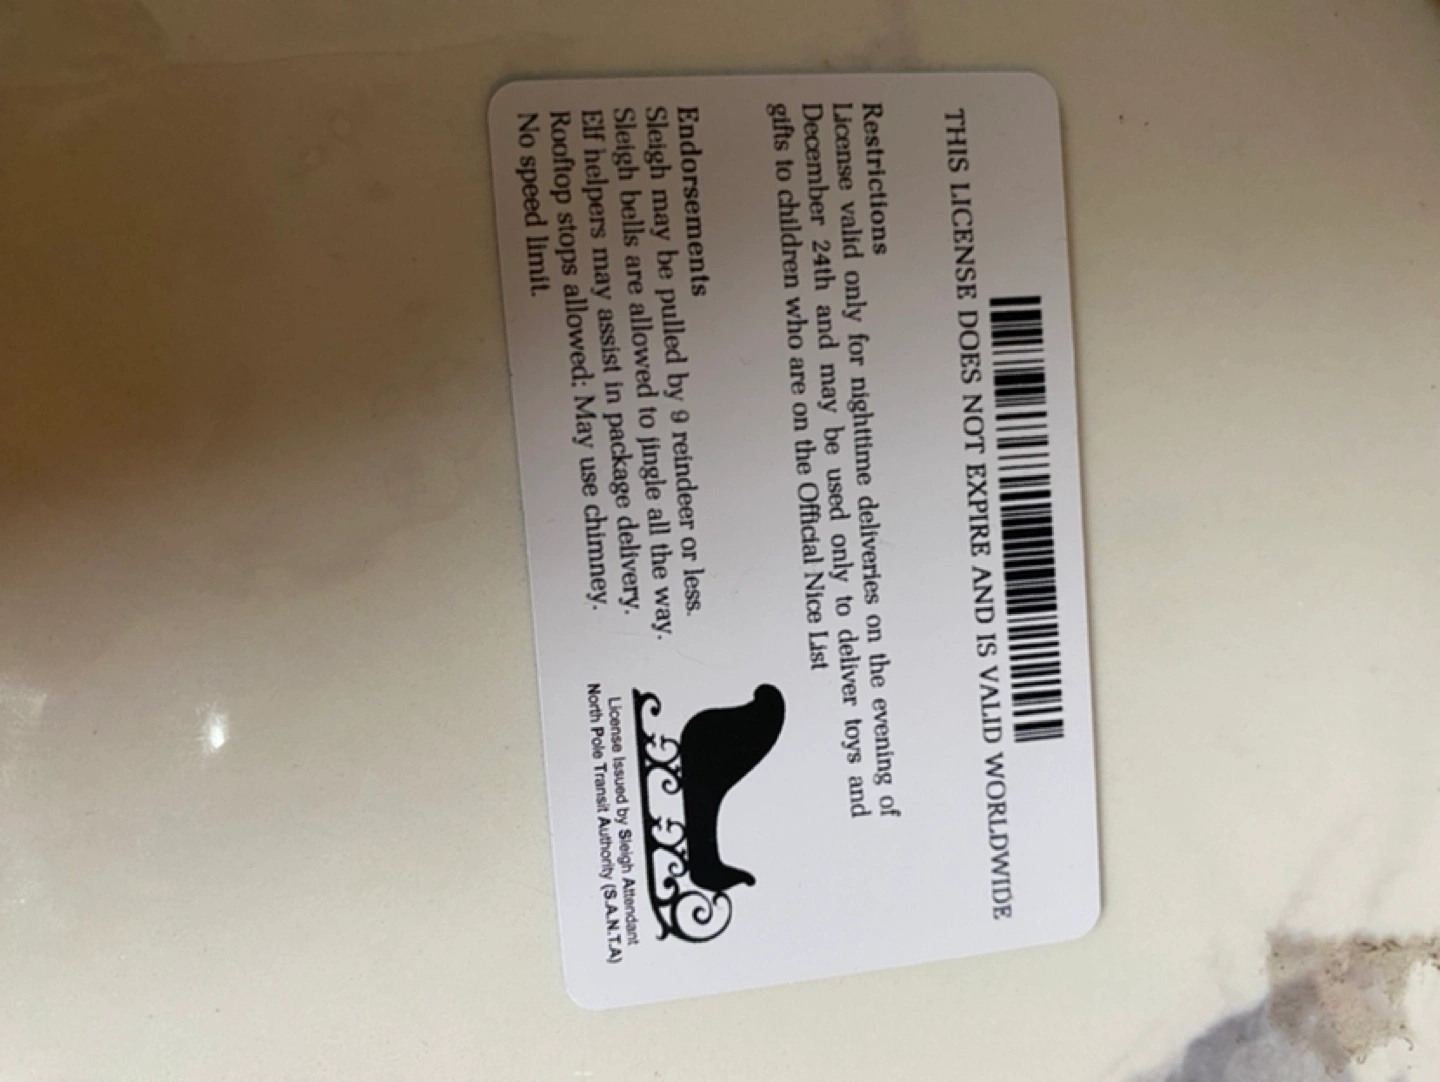 THIS LICENSE DOES NOT EXPIRE AND IS VALID WORLDWIDE
Restrictions
License valid only for nighttime deliveries on the evening of
December 24th and may be used only to deliver toys and
gifts to children who are on the Official Nice List
Endorsements
Sleigh may be pulled by 9 reindeer or less.
Sleigh bells are allowed to jingle all the way.
Elf helpers may assist in package delivery.
Rooftop stops allowed; May use chimney.
No speed limit.
License Issued by Sleigh Attendant
North Pole Transit Authority (S.A.N.T.A)